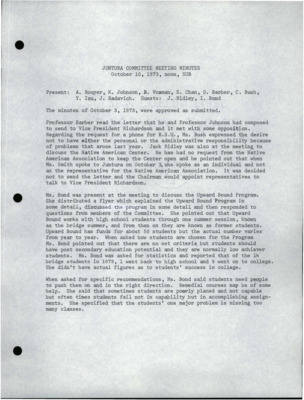 JUNTURA COMMITTEE MEETING MINUTES
October 10, 1973, noon, SUB
Present: A. Rouyer, K. Johnson, B. Womack, S. Chan, D. Barber, C. Bush,
Y. Izu, J. Radavich. Guests: J. Ridley, I. Bond
The minutes of October 3, 1973, were approved as submitted.
Professor Barber read the letter that he and Professor Johnson had composed
to send to Vice President Richardson and it met with some opposition.
Regarding the request for a phone for B.S.U., Ms. Bush expressed the desire
not to have either the personal or the administrative responsibility because
of problems that arose last year. Jack Ridley was also at the meeting to
discuss the Native American Center. He has had no request from the Native
American Association to keep the Center open and he pointed out that when
Ms. Smith spoke to Juntura on October 3, she spoke as an individual and not
as the representative for the Native American Association. It was decided
not to send the letter and the Chairman would appoint representatives to
talk to Vice President Richardson.
Ms. Bond was present at the meeting to discuss the Upward Bound Program.
She distributed a flyer which explained the Upward Bound Program in
some detail, discussed the program in some detail and then responded to
questions from members of the Committee. She pointed out that Upward
Bound works with high school students through one summer session, known
as the bridge summer, and from then on they are known as former students.
Upward Bound has funds for about 50 students but the actual number varies
from year to year. When asked how students are chosen for the Program
Ms. Bond pointed out that there are no set criteria but students should
have post secondary education potential and they are normally low achiever
students. Ms. Bond was asked for statistics and reported that of the 14
bridge students in 1973, 1 went back to high school and 9 went on to college.
She didn't have actual figures as to students' success in college.
When asked for specific recommendations, Ms. Bond said students need people
to push them on and in the right direction. Remedial courses may be of some
help. She said that sometimes students are poorly placed and not capable
but often times students fail not in capability but in accomplishing assign-
ments. She specified that the students' one major problem is missing too
many classes.